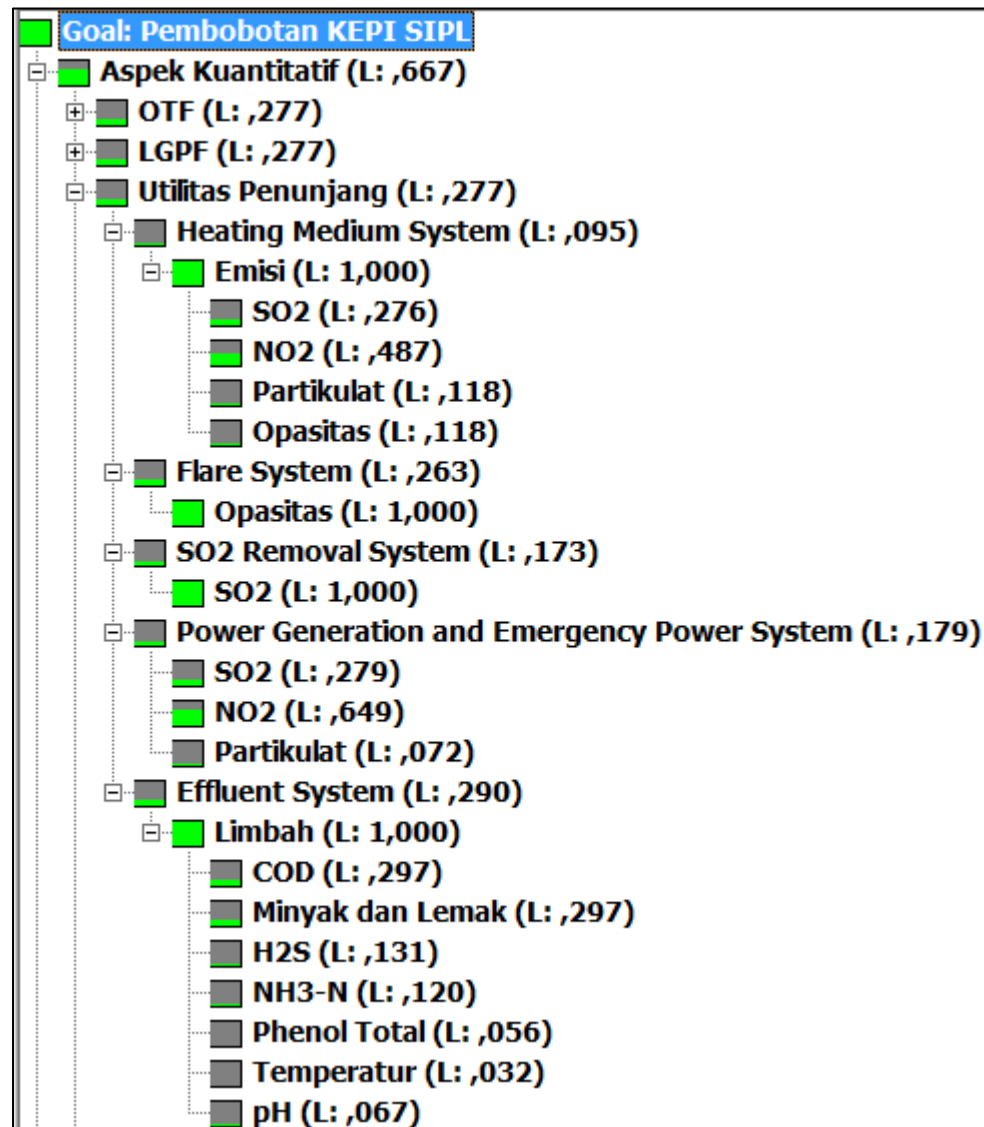 Goal: Pembobotan KEPI SIPL
Aspek Kuantitatif (L: ,667)
OTF (L: ,277)
LGPF (L: ,277)
Utilitas Penunjang (L: ,277)
Heating Medium System (L: ,095)
Emisi (L: 1,000)
SO2 (L: ,276)
NO2 (L: ,487)
Partikulat (L: ,118)
Opasitas (L: ,118)
Flare System (L: ,263)
Opasitas (L: 1,000)
SO2 Removal System (L: ,173)
SO2 (L: 1,000)
Power Generation and Emergency Power System (L: ,179)
SO2 (L: ,279)
NO2 (L: ,649)
Partikulat (L: ,072)
Effluent System (L: ,290)
Limbah (L: 1,000)
COD (L: ,297)
Minyak dan Lemak (L: ,297)
H2S (L: ,131)
NH3-N (L: ,120)
Phenol Total (L: ,056)
Temperatur (L: ,032)
pH (L: ,067)